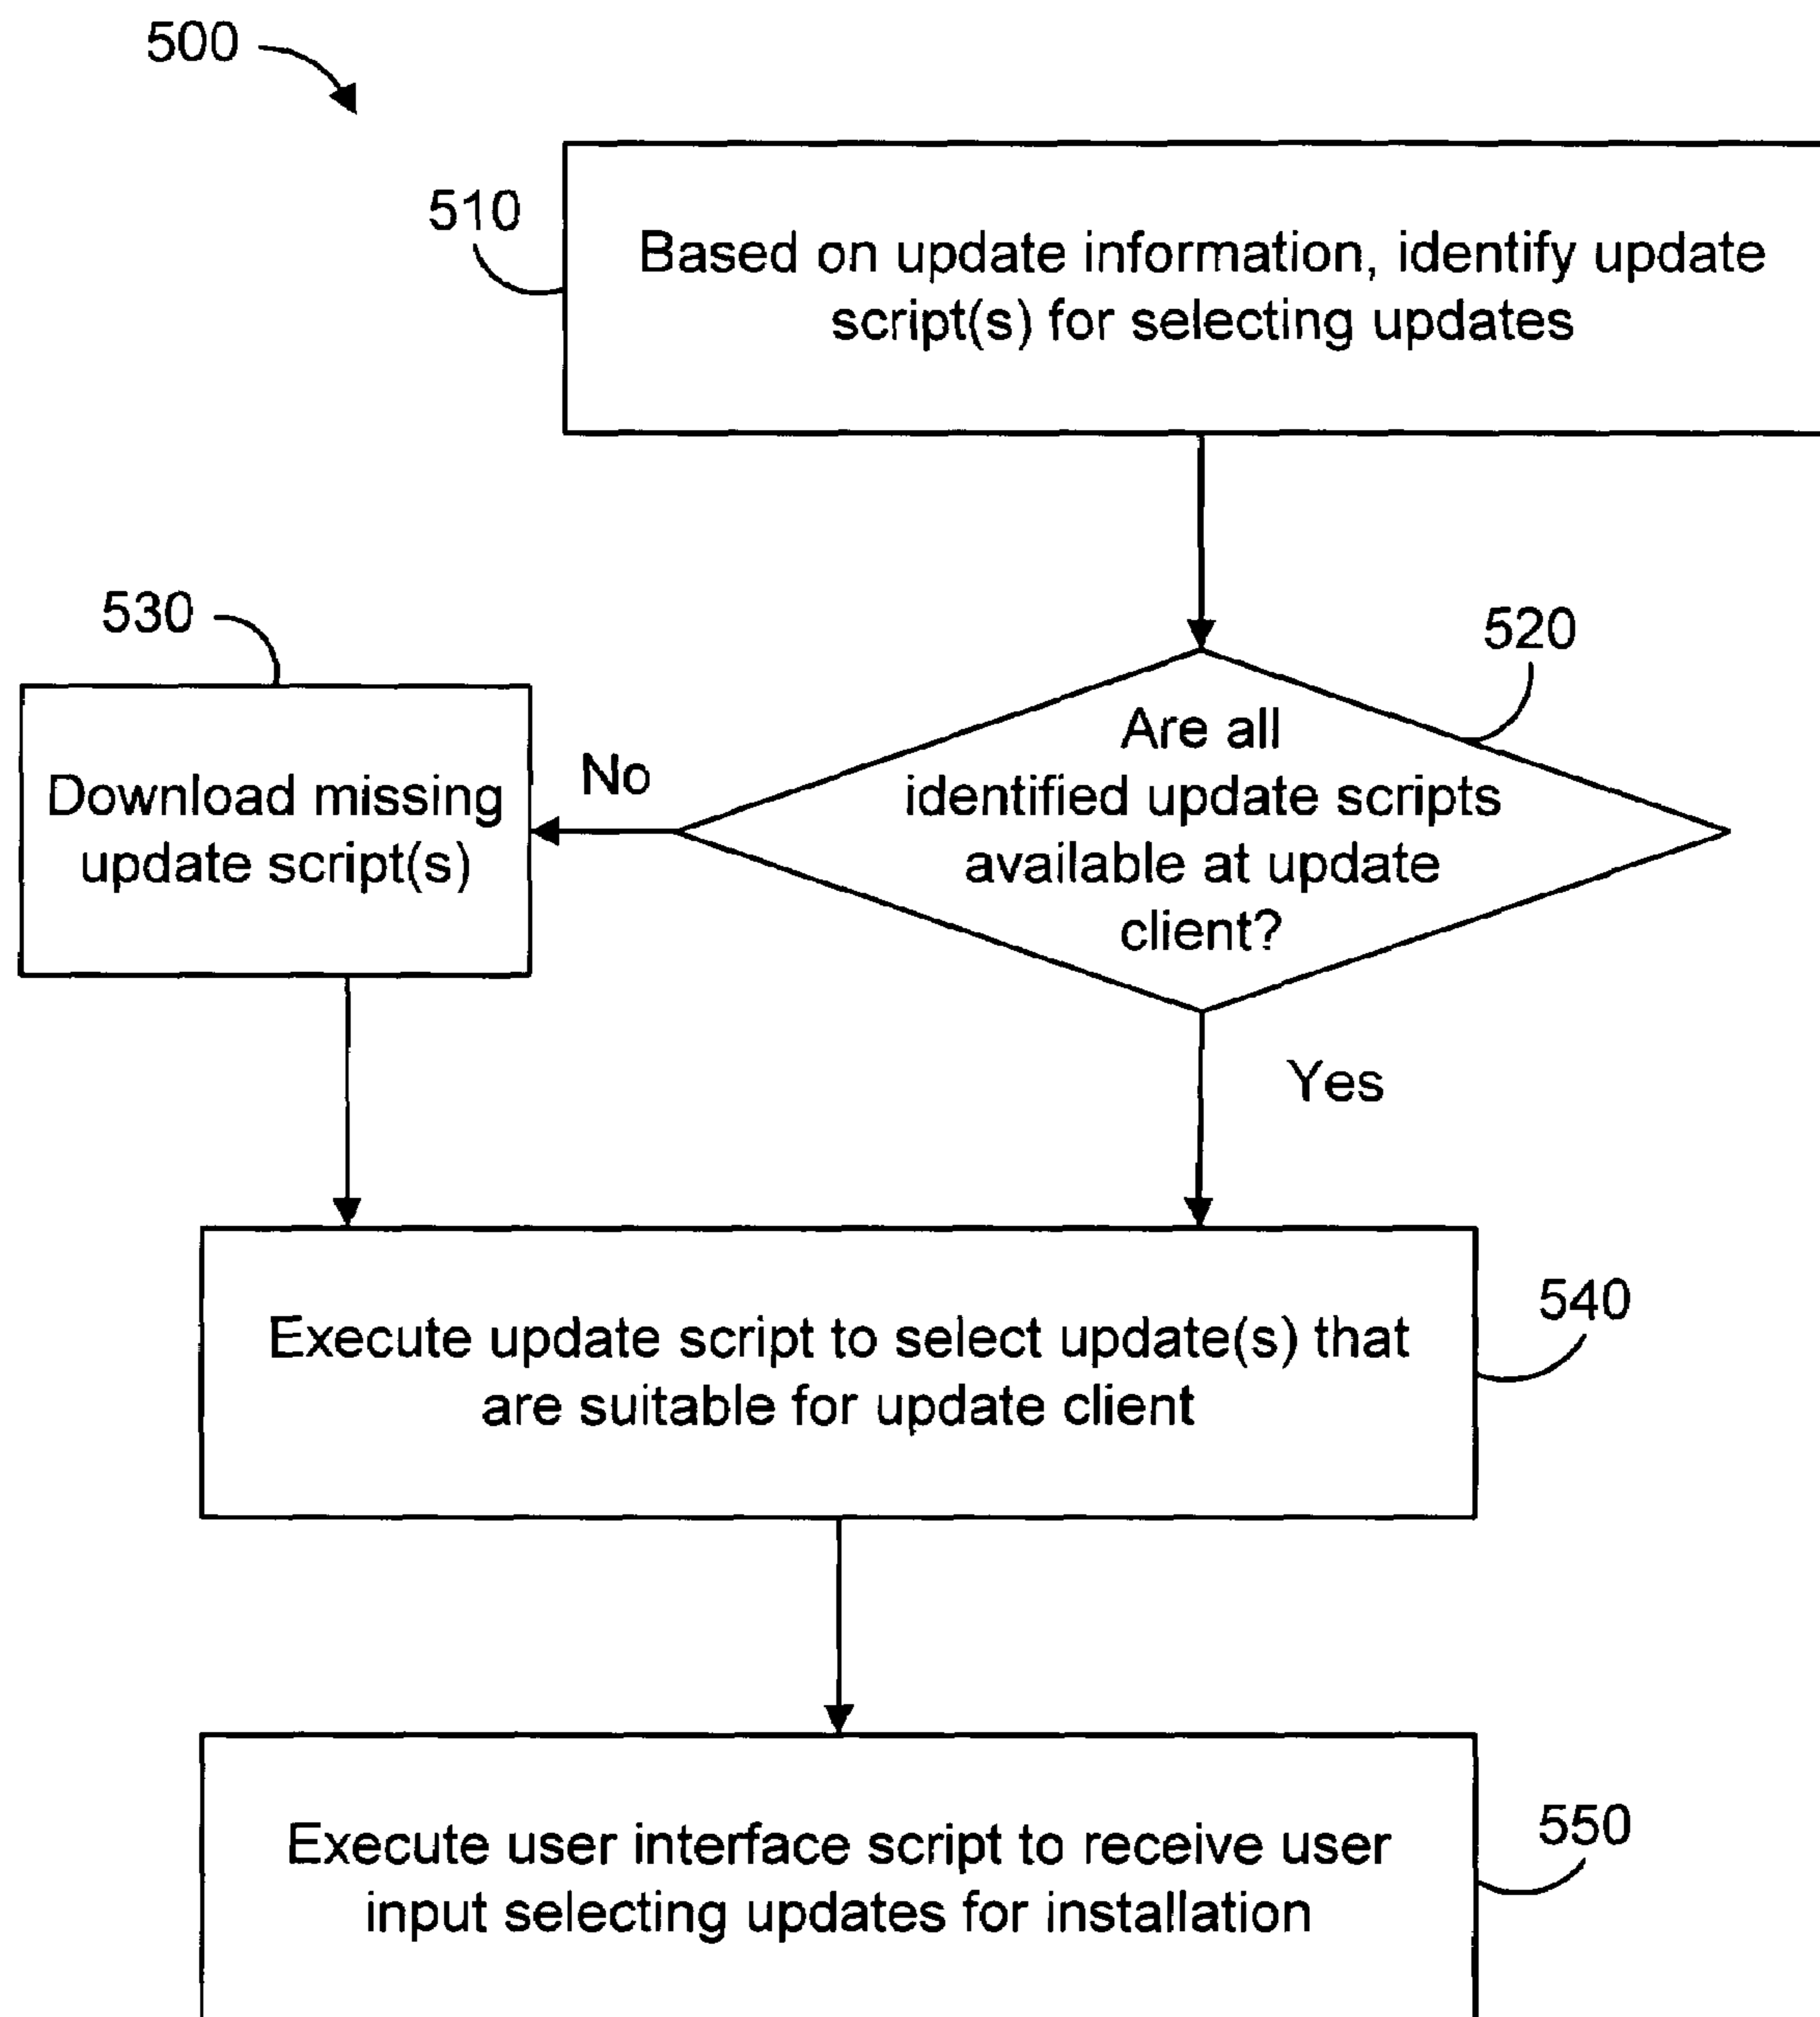 500
510
Based on update information, identify update
script(s) for selecting updates
530
520
Are all
identified update scripts
available at update
client?
No
Download missing
update script(s)
Yes
540
Execute update script to select update(s) that
are suitable for update client
550
Execute user interface script to receive user
input selecting updates for installation